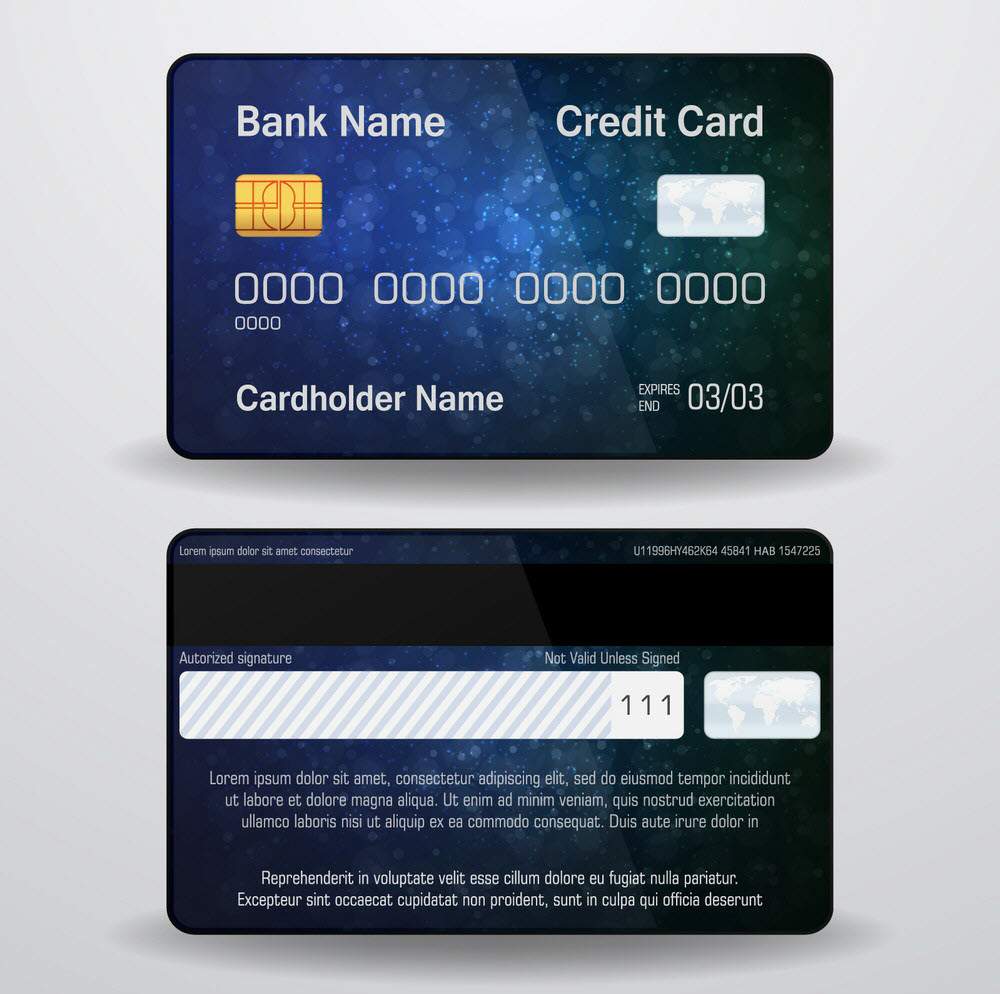 Bank Name Credit Card
0000 0000 0000 0000
0000
Cardholder Name
EXPIRES
END 03/03
Lorem ipsum dolor sit amet consectetur U11996HY462K64 45841 HAB 1547225
Autorized signature Not Valid Unless Signed
111
Lorem ipsum dolor sit amet, consectetur adipiscing elit, sed do eiusmod tempor incididunt
ut labore et dolore magna aliqua. Ut enim ad minim veniam, quis nostrud exercitation
ullamco laboris nisi ut aliquip ex ea commodo consequat. Duis aute irure dolor in
Reprehenderit in voluptate velit esse cillum dolore eu fugiat nulla pariatur.
Excepteur sint occaecat cupidatat non proident, sunt in culpa qui officia deserunt